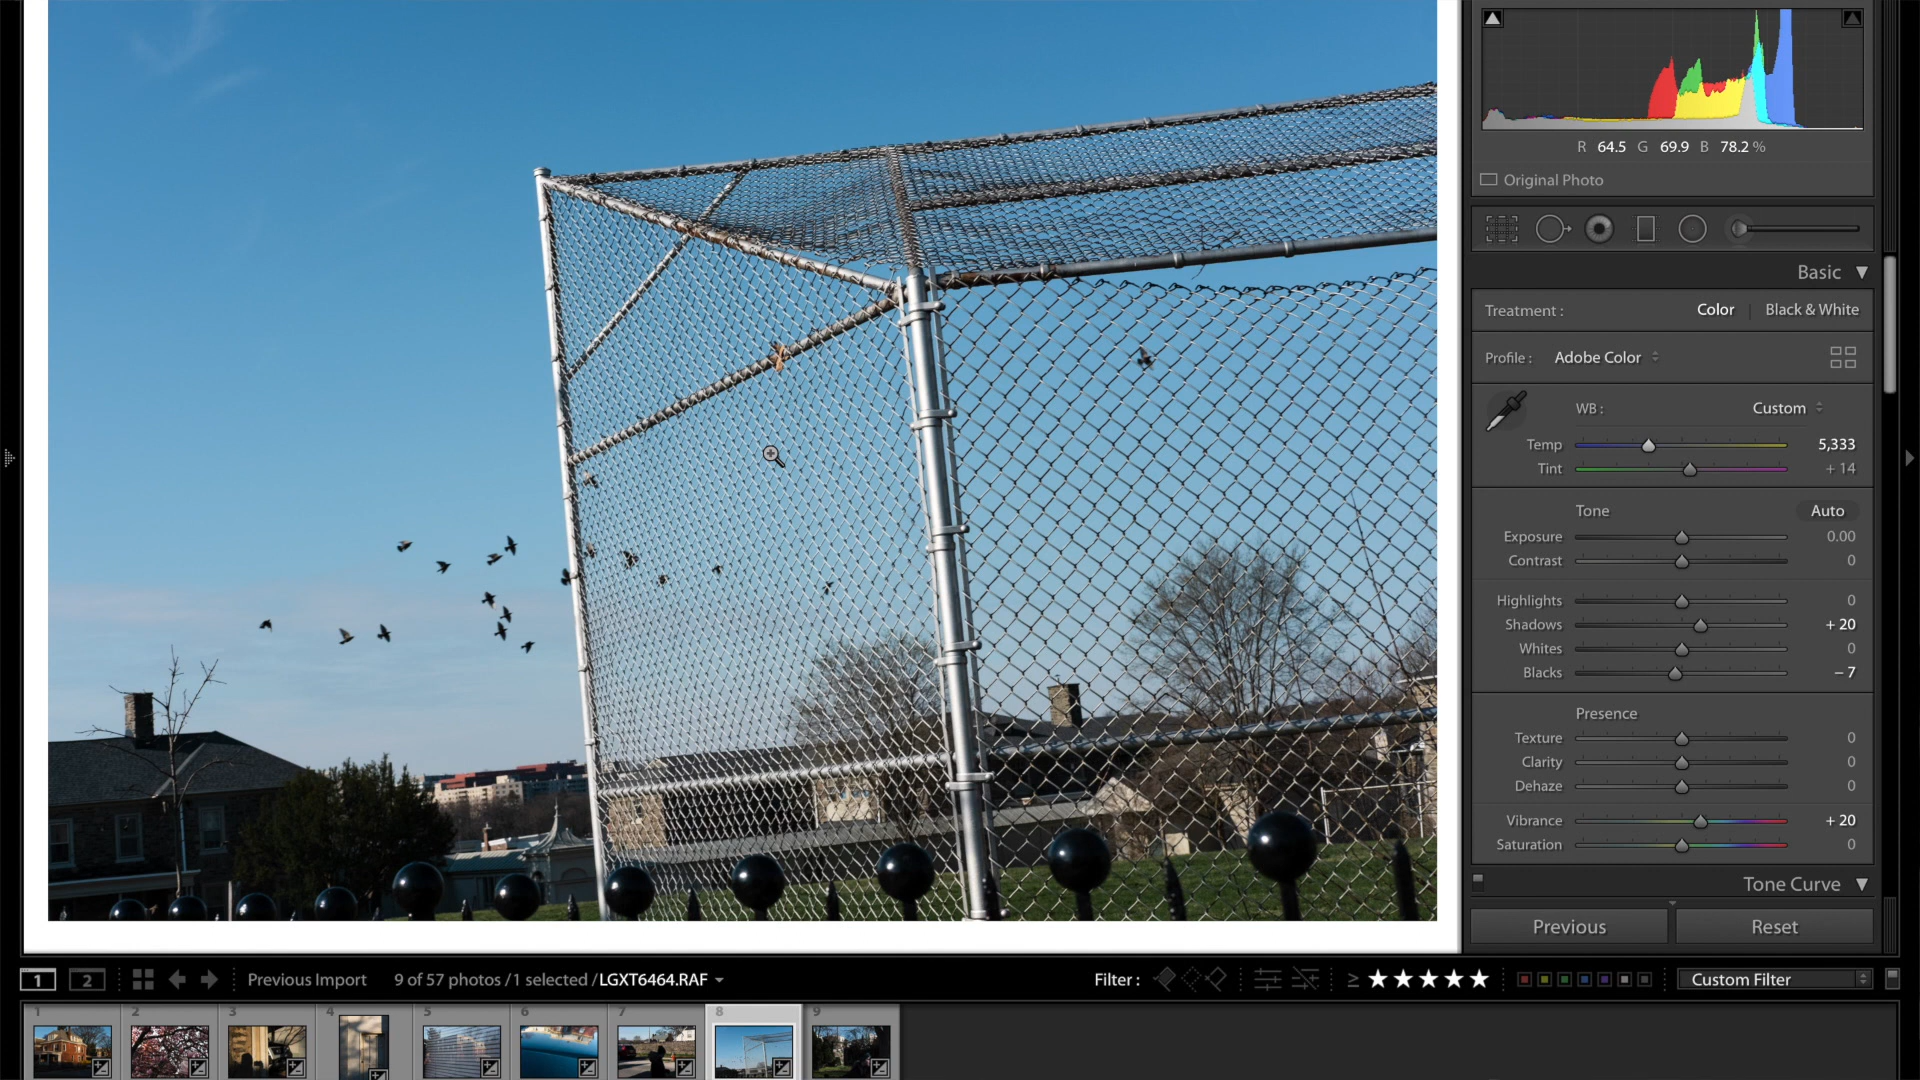 R 64.5 G 69.9 B 78.2 %
Original Photo
Basic
Treatment : Color Black & White
Profile : Adobe Color
WB : Custom
Temp 5,333
Tint + 14
Tone Auto
Exposure 0.00
Contrast 0
Highlights 0
Shadows + 20
Whites 0
Blacks − 7
Presence
Texture 0
Clarity 0
Dehaze 0
Vibrance + 20
Saturation 0
Tone Curve
Previous Reset
1 2 Previous Import 9 of 57 photos /1 selected /LGXT6464.RAF Filter : ≥ ★★★★★ Custom Filter
1 2 3 4 5 6 7 8 9